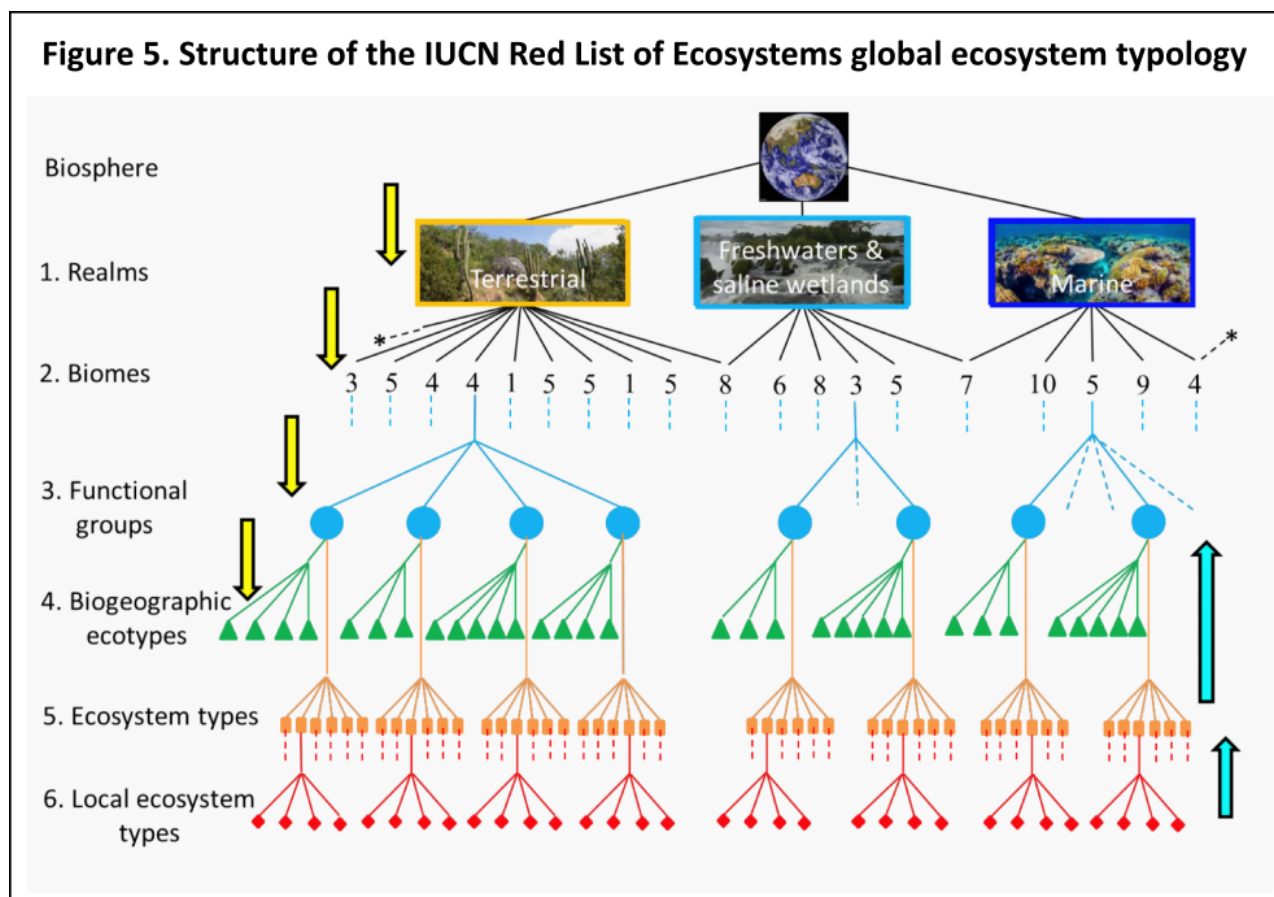 Figure 5. Structure of the IUCN Red List of Ecosystems global ecosystem typology
Biosphere
1. Realms
Terrestrial
Freshwaters &
saline wetlands
Marine
*
*
2. Biomes
3 5 4 4 1 5 5 1 5 8 6 8 3 5 7 10 5 9 4
3. Functional
groups
4. Biogeographic
ecotypes
5. Ecosystem types
6. Local ecosystem
types